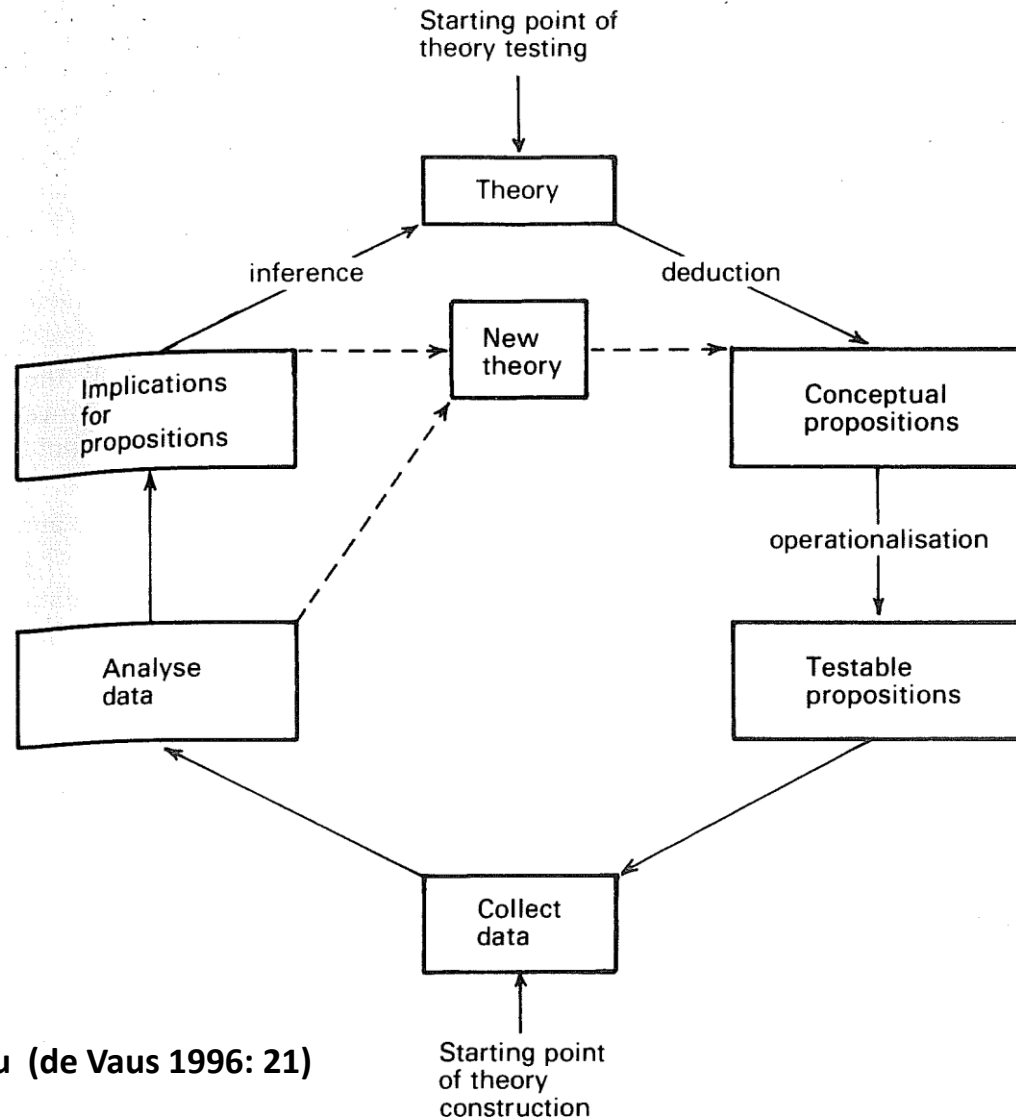 Starting point of
theory testing
Theory
inference
deduction
New
theory
Implications
for
propositions
Conceptual
propositions
operationalisation
Analyse
data
Testable
propositions
Collect
data
(de Vaus 1996: 21)
Starting point
of theory
construction